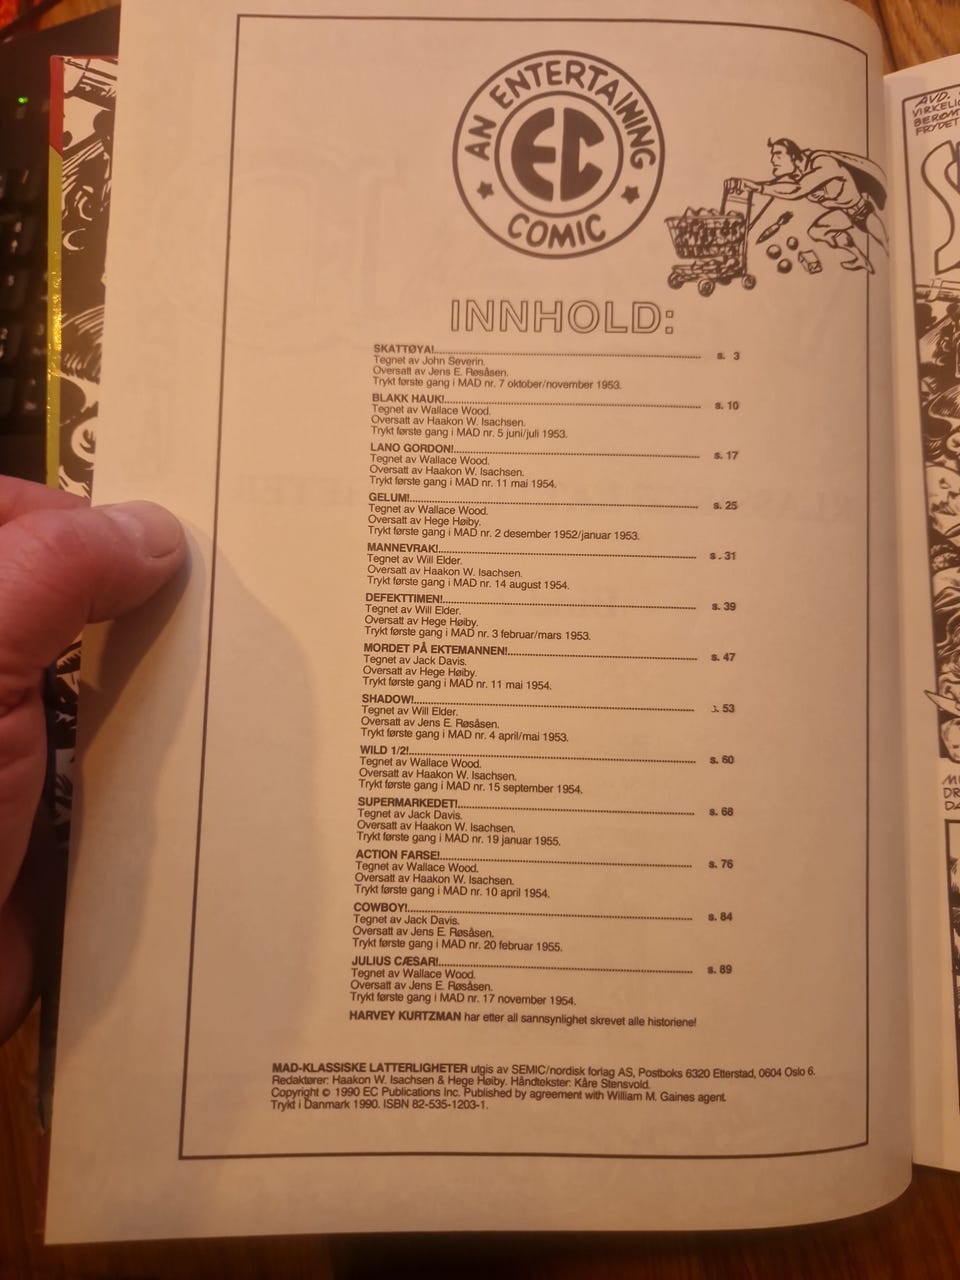 AN ENTERTAINING
EC
COMIC
INNHOLD:
SKATTØYA!.......... s. 3
Tegnet av John Severin.
Oversatt av Jens E. Røsåsen.
Trykt første gang i MAD nr. 7 oktober/november 1953.
BLAKK HAUK!.......... s. 10
Tegnet av Wallace Wood.
Oversatt av Haakon W. Isachsen.
Trykt første gang i MAD nr. 5 juni/juli 1953.
LANO GORDON!.......... s. 17
Tegnet av Wallace Wood.
Oversatt av Haakon W. Isachsen.
Trykt første gang i MAD nr. 11 mai 1954.
GELUM!.......... s. 25
Tegnet av Wallace Wood.
Oversatt av Hege Høiby.
Trykt første gang i MAD nr. 2 desember 1952/januar 1953.
MANNEVRAK!.......... s . 31
Tegnet av Will Elder.
Oversatt av Haakon W. Isachsen.
Trykt første gang i MAD nr. 14 august 1954.
DEFEKTTIMEN!.......... s. 39
Tegnet av Will Elder.
Oversatt av Hege Høiby.
Trykt første gang i MAD nr. 3 februar/mars 1953.
MORDET PÅ EKTEMANNEN!.......... s. 47
Tegnet av Jack Davis.
Oversatt av Hege Høiby.
Trykt første gang i MAD nr. 11 mai 1954.
SHADOW!.......... s. 53
Tegnet av Will Elder.
Oversatt av Jens E. Røsåsen.
Trykt første gang i MAD nr. 4 april/mai 1953.
WILD 1/2!.......... s. 60
Tegnet av Wallace Wood.
Oversatt av Haakon W. Isachsen.
Trykt første gang i MAD nr. 15 september 1954.
SUPERMARKEDET!.......... s. 68
Tegnet av Jack Davis.
Oversatt av Haakon W. Isachsen.
Trykt første gang i MAD nr. 19 januar 1955.
ACTION FARSE!.......... s. 76
Tegnet av Wallace Wood.
Oversatt av Haakon W. Isachsen.
Trykt første gang i MAD nr. 10 april 1954.
COWBOY!.......... s. 84
Tegnet av Jack Davis.
Oversatt av Jens E. Røsåsen.
Trykt første gang i MAD nr. 20 februar 1955.
JULIUS CÆSAR!.......... s. 89
Tegnet av Wallace Wood.
Oversatt av Jens E. Røsåsen.
Trykt første gang i MAD nr. 17 november 1954.
HARVEY KURTZMAN har etter all sannsynlighet skrevet alle historiene!
MAD-KLASSISKE LATTERLIGHETER utgis av SEMIC/nordisk forlag AS, Postboks 6320 Etterstad, 0604 Oslo 6.
Redaktører: Haakon W. Isachsen & Hege Høiby. Håndtekster: Kåre Stensvold.
Copyright © 1990 EC Publications Inc. Published by agreement with William M. Gaines agent.
Trykt i Danmark 1990. ISBN 82-535-1203-1.
AVD.